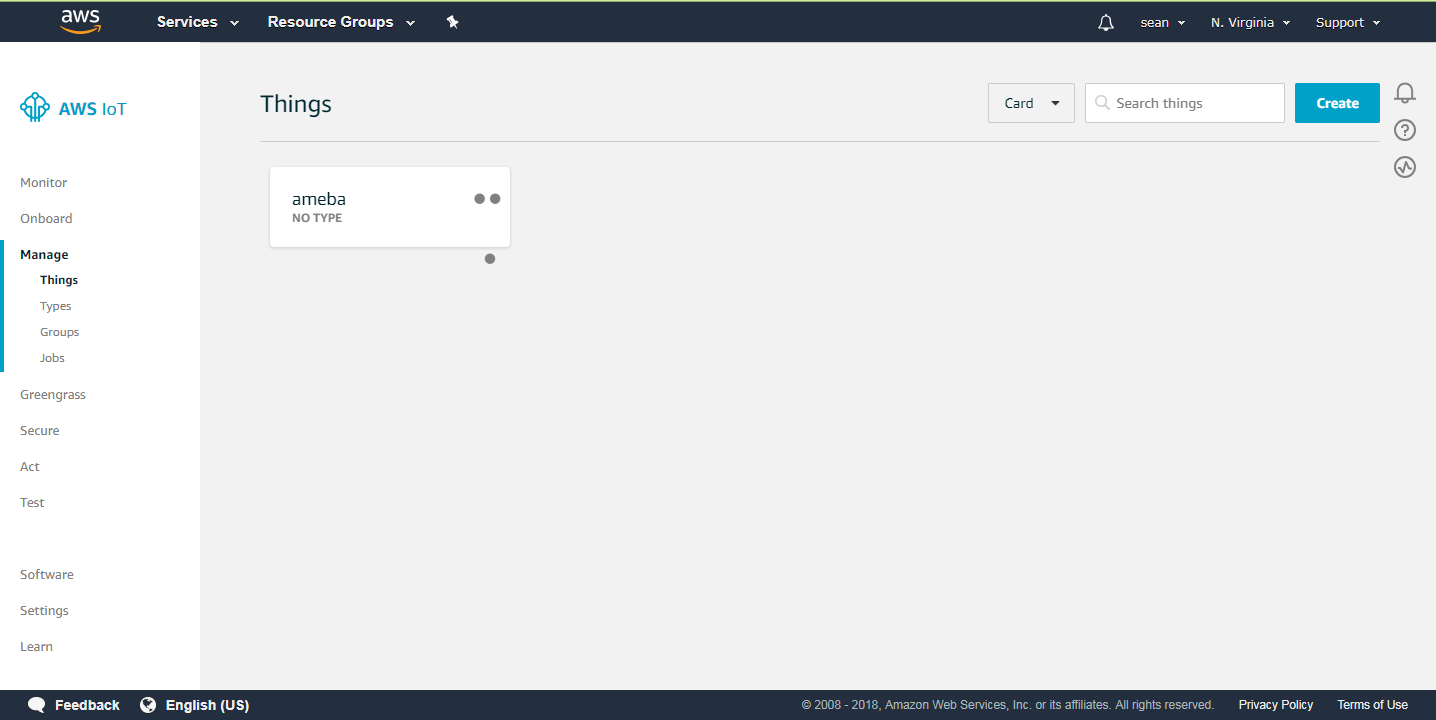 aws Services Resource Groups sean N. Virginia Support
AWS IoT
Monitor
Onboard
Manage
Things
Types
Groups
Jobs
Greengrass
Secure
Act
Test
Software
Settings
Learn
Things Card Search things Create
ameba
NO TYPE
Feedback English (US) © 2008 - 2018, Amazon Web Services, Inc. or its affiliates. All rights reserved. Privacy Policy Terms of Use